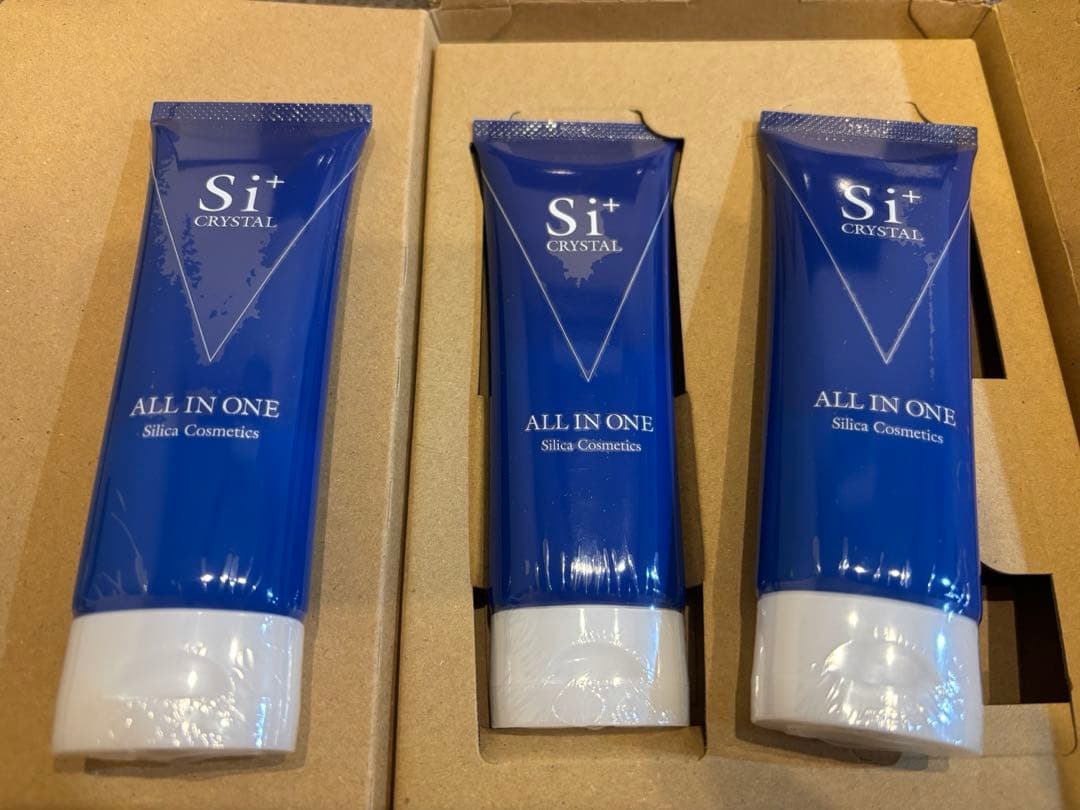 Si+
CRYSTAL
ALL IN ONE
Silica Cosmetics
Si+
CRYSTAL
ALL IN ONE
Silica Cosmetics
Si+
CRYSTAL
ALL IN ONE
Silica Cosmetics